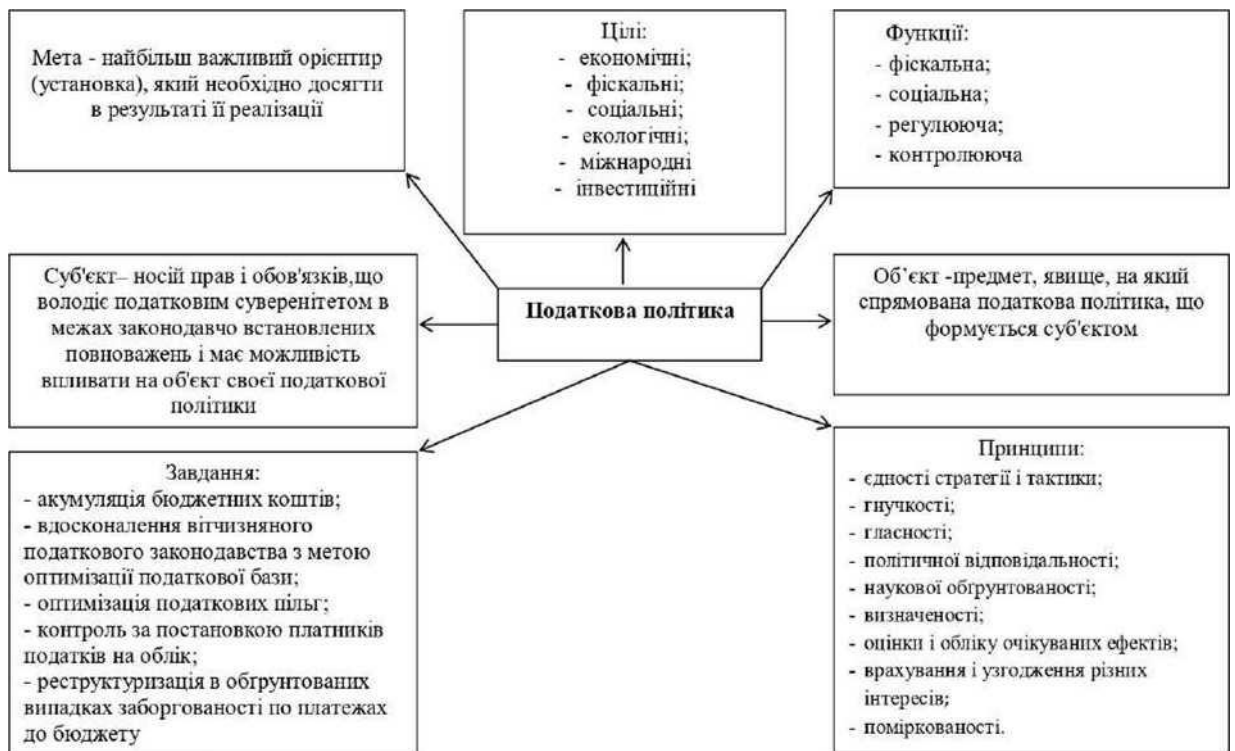 Мета - найбільш важливий орієнтир
(установка), який необхідно досягти
в результаті її реалізації
Цілі:
- економічні;
- фіскальні;
- соціальні;
- екологічні;
- міжнародні
- інвестиційні
Функції:
- фіскальна;
- соціальна;
- регулююча;
- контролююча
Суб'єкт– носій прав і обов'язків,що
володіє податковим суверенітетом в
межах законодавчо встановлених
повноважень і має можливість
впливати на об'єкт своєї податкової
політики
Податкова політика
Об’єкт -предмет, явище, на який
спрямована податкова політика, що
формується суб'єктом
Завдання:
- акумуляція бюджетних коштів;
- вдосконалення вітчизняного
податкового законодавства з метою
оптимізації податкової бази;
- оптимізація податкових пільг;
- контроль за постановкою платників
податків на облік;
- реструктуризація в обґрунтованих
випадках заборгованості по платежах
до бюджету
Принципи:
- єдності стратегії і тактики;
- гнучкості;
- гласності;
- політичної відповідальності;
- наукової обґрунтованості;
- визначеності;
- оцінки і обліку очікуваних ефектів;
- врахування і узгодження різних
інтересів;
- поміркованості.